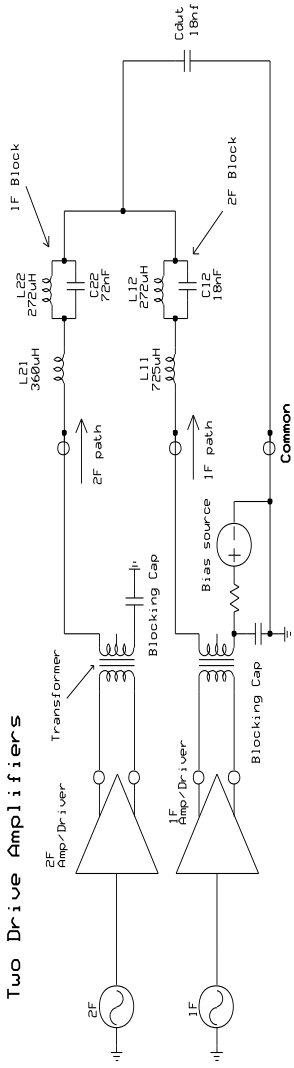 Two Drive Amplifiers
2F
2F
Amp/Driver
Transformer
Blocking Cap
2F path
L21
360uH
L22
272uH
C22
72nF
1F Block
1F
1F
Amp/Driver
Blocking Cap
Bias source
+
−
1F path
L11
725uH
L12
272uH
C12
18nF
2F Block
Common
Cdut
18nf